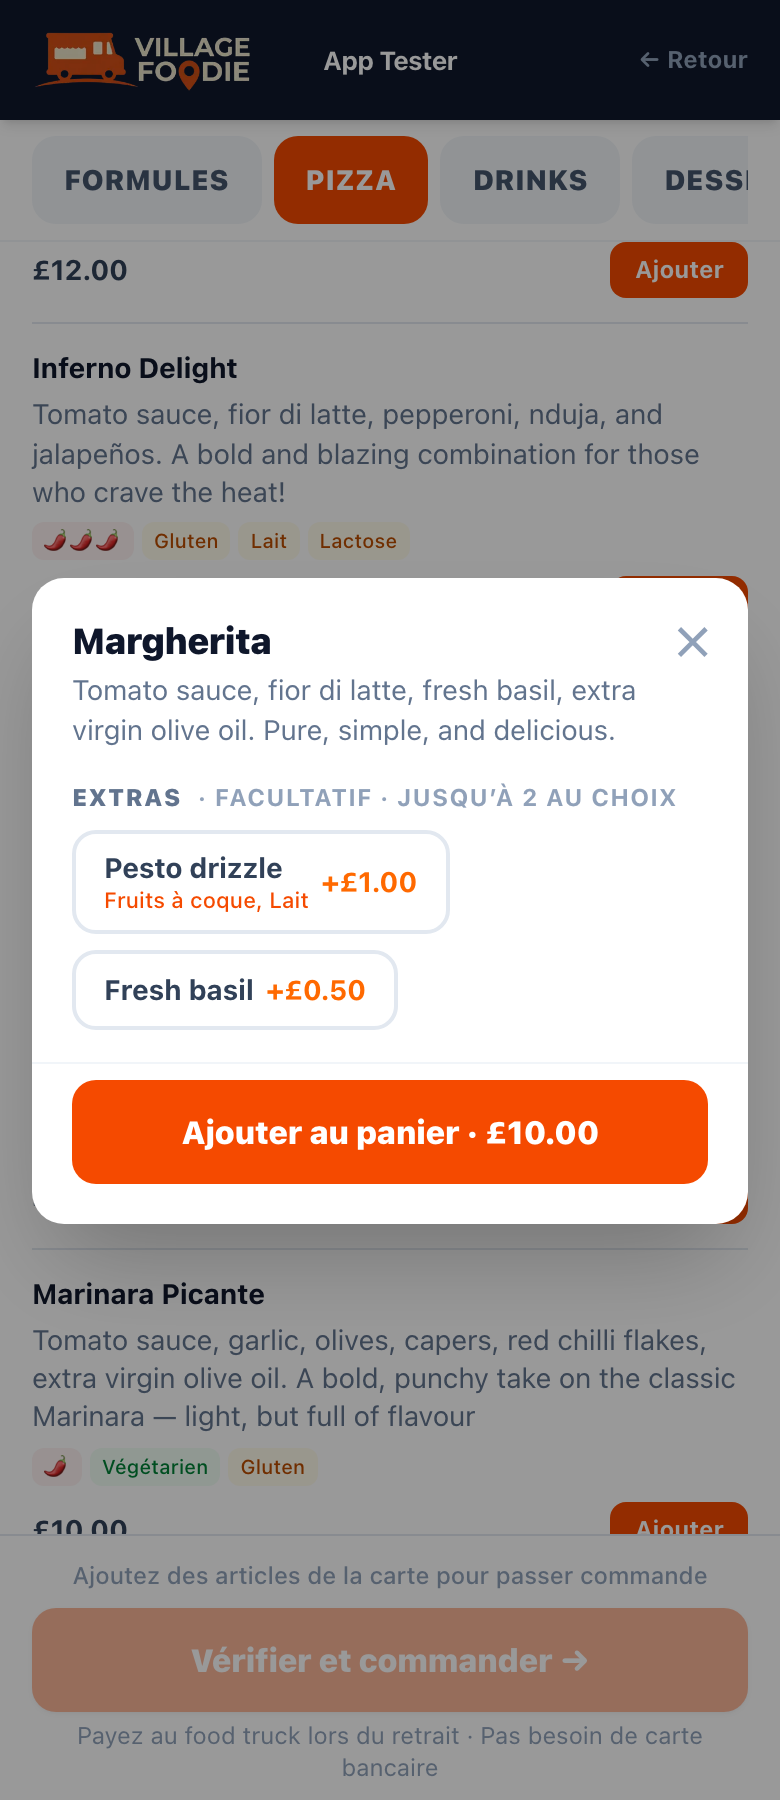 VILLAGE
FOODIE
App Tester
← Retour
FORMULES
PIZZA
DRINKS
DESSI
£12.00
Ajouter
Inferno Delight
Tomato sauce, fior di latte, pepperoni, nduja, and
jalapeños. A bold and blazing combination for those
who crave the heat!
Gluten
Lait
Lactose
Margherita
Tomato sauce, fior di latte, fresh basil, extra
virgin olive oil. Pure, simple, and delicious.
EXTRAS · FACULTATIF · JUSQU’À 2 AU CHOIX
Pesto drizzle
Fruits à coque, Lait
+£1.00
Fresh basil +£0.50
Ajouter au panier · £10.00
Marinara Picante
Tomato sauce, garlic, olives, capers, red chilli flakes,
extra virgin olive oil. A bold, punchy take on the classic
Marinara — light, but full of flavour
Végétarien
Gluten
£10.00
Ajouter
Ajoutez des articles de la carte pour passer commande
Vérifier et commander →
Payez au food truck lors du retrait · Pas besoin de carte
bancaire